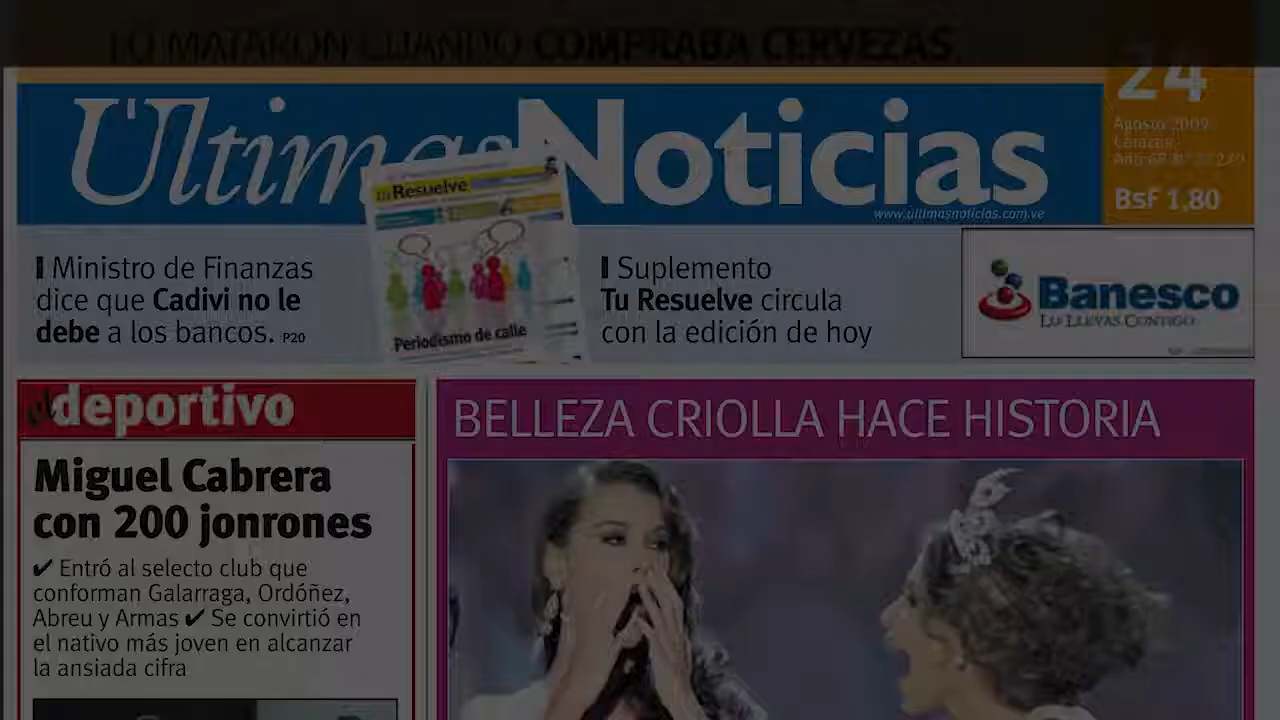 LO MATARON CUANDO COMPRABA CERVEZAS
Últimas Noticias
www.ultimasnoticias.com.ve
24
Agosto 2009
Caracas
BsF 1,80
Ministro de Finanzas
dice que Cadivi no le
debe a los bancos. P20
tu Resuelve
Periodismo de calle
Suplemento
Tu Resuelve circula
con la edición de hoy
Banesco
el deportivo
Miguel Cabrera
con 200 jonrones
✔ Entró al selecto club que
conforman Galarraga, Ordóñez,
Abreu y Armas ✔ Se convirtió en
el nativo más joven en alcanzar
la ansiada cifra
BELLEZA CRIOLLA HACE HISTORIA